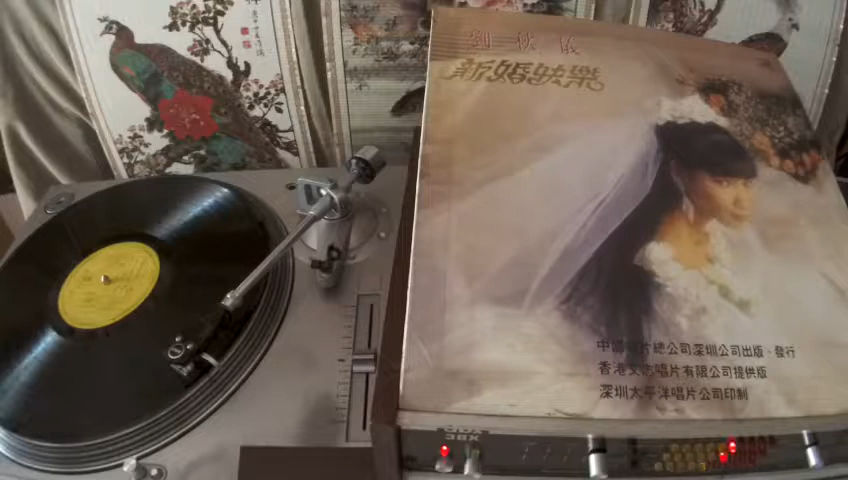 劉秋儀
新婚快樂
中國唱片總公司深圳公司出版、發行
香港文志唱片有限公司提供版
深圳太平洋唱片公司印制